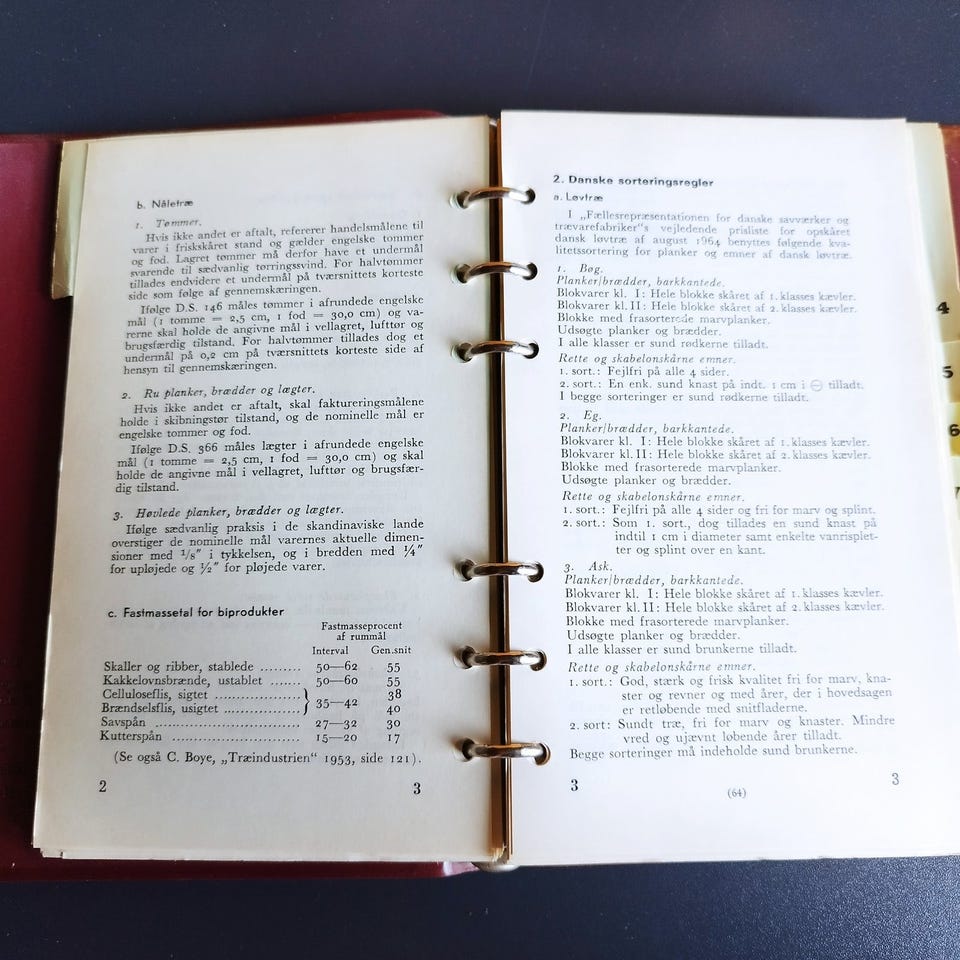 b. Nåletræ
1. Tømmer.
Hvis ikke andet er aftalt, refererer handelsmålene til
varer i friskskåret stand og gælder engelske tommer
og fod. Lagret tømmer må derfor have et undermål
svarende til sædvanlig tørringssvind. For halvtømmer
tillades endvidere et undermål på tværsnittets korteste
side som følge af gennemskæringen.
Ifølge D.S. 146 måles tømmer i afrundede engelske
mål (1 tomme = 2,5 cm, 1 fod = 30,0 cm) og va-
rerne skal holde de angivne mål i vellagret, lufttør og
brugsfærdig tilstand. For halvtømmer tillades dog et
undermål på 0,2 cm på tværsnittets korteste side af
hensyn til gennemskæringen.
2. Ru planker, brædder og lægter.
Hvis ikke andet er aftalt, skal faktureringsmålene
holde i skibningstør tilstand, og de nominelle mål er
engelske tommer og fod.
Ifølge D.S. 366 måles lægter i afrundede engelske
mål (1 tomme = 2,5 cm, 1 fod = 30,0 cm) og skal
holde de angivne mål i vellagret, lufttør og brugsfær-
dig tilstand.
3. Høvlede planker, brædder og lægter.
Ifølge sædvanlig praksis i de skandinaviske lande
overstiger de nominelle mål varernes aktuelle dimen-
sioner med 1/8″ i tykkelsen, og i bredden med 1/4″
for upløjede og 1/2″ for pløjede varer.
c. Fastmassetal for biprodukter
Fastmasseprocent
af rummål
Interval Gen.snit
Skaller og ribber, stablede ......... 50—62 55
Kakkelovnsbrænde, ustablet ....... 50—60 55
Celluloseflis, sigtet .................. } 35—42 38
Brændselsflis, usigtet ................ } 40
Savspån ................................ 27—32 30
Kutterspån ............................. 15—20 17
(Se også C. Boye, „Træindustrien“ 1953, side 121).
2 3
2. Danske sorteringsregler
a. Løvtræ
I „Fællesrepræsentationen for danske savværker og
trævarefabriker“s vejledende prisliste for opskåret
dansk løvtræ af august 1964 benyttes følgende kva-
litetssortering for planker og emner af dansk løvtræ.
1. Bøg.
Planker/brædder, barkkantede.
Blokvarer kl. I: Hele blokke skåret af 1. klasses kævler.
Blokvarer kl. II: Hele blokke skåret af 2. klasses kævler.
Blokke med frasorterede marvplanker.
Udsøgte planker og brædder.
I alle klasser er sund rødkerne tilladt.
Rette og skabelonskårne emner.
1. sort.: Fejlfri på alle 4 sider.
2. sort.: En enk. sund knast på indt. 1 cm i ⊖ tilladt.
I begge sorteringer er sund rødkerne tilladt.
2. Eg.
Planker/brædder, barkkantede.
Blokvarer kl. I: Hele blokke skåret af 1. klasses kævler.
Blokvarer kl. II: Hele blokke skåret af 2. klasses kævler.
Blokke med frasorterede marvplanker.
Udsøgte planker og brædder.
Rette og skabelonskårne emner.
1. sort.: Fejlfri på alle 4 sider og fri for marv og splint.
2. sort.: Som 1. sort., dog tillades en sund knast på
indtil 1 cm i diameter samt enkelte vanrisplet-
ter og splint over en kant.
3. Ask.
Planker/brædder, barkkantede.
Blokvarer kl. I: Hele blokke skåret af 1. klasses kævler.
Blokvarer kl. II: Hele blokke skåret af 2. klasses kævler.
Blokke med frasorterede marvplanker.
Udsøgte planker og brædder.
I alle klasser er sund brunkerne tilladt.
Rette og skabelonskårne emner.
1. sort.: God, stærk og frisk kvalitet fri for marv, kna-
ster og revner og med årer, der i hovedsagen
er retløbende med snitfladerne.
2. sort: Sundt træ, fri for marv og knaster. Mindre
vred og ujævnt løbende årer tilladt.
Begge sorteringer må indeholde sund brunkerne.
3 (64) 3
4
5
6